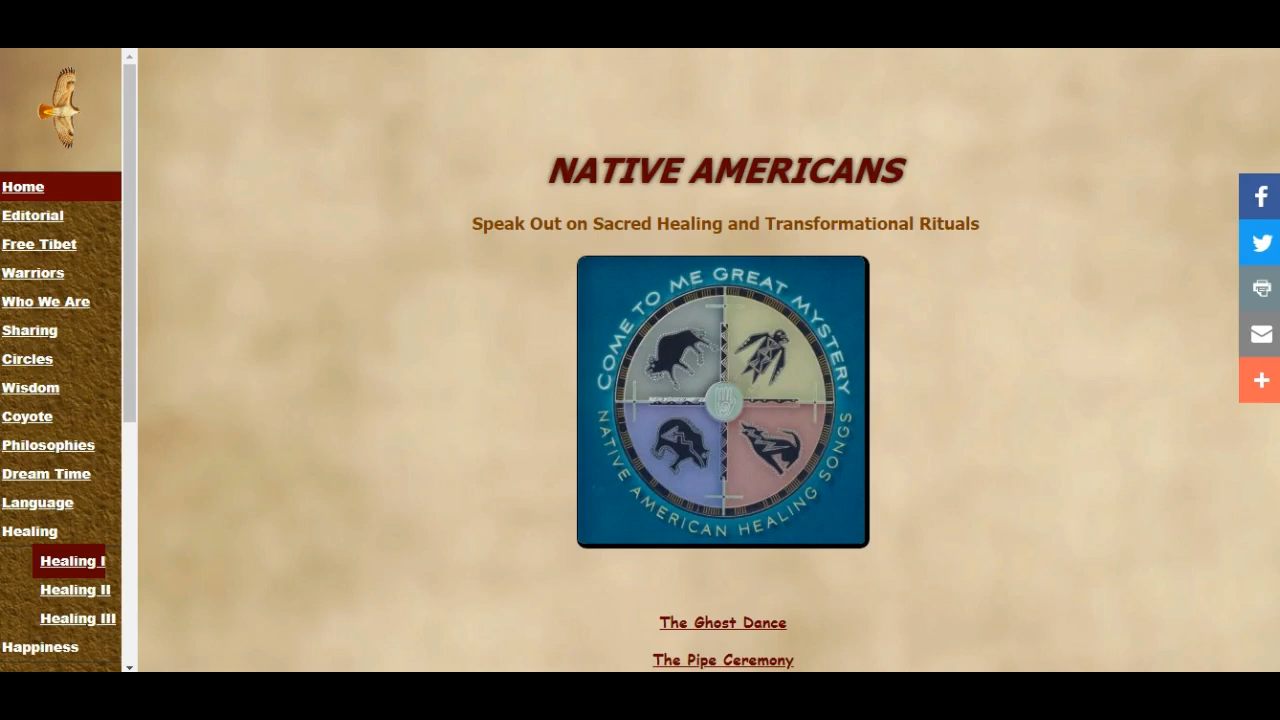 Home
Editorial
Free Tibet
Warriors
Who We Are
Sharing
Circles
Wisdom
Coyote
Philosophies
Dream Time
Language
Healing
Healing I
Healing II
Healing III
Happiness
NATIVE AMERICANS
Speak Out on Sacred Healing and Transformational Rituals
COME TO ME GREAT MYSTERY
NATIVE AMERICAN HEALING SONGS
The Ghost Dance
The Pipe Ceremony